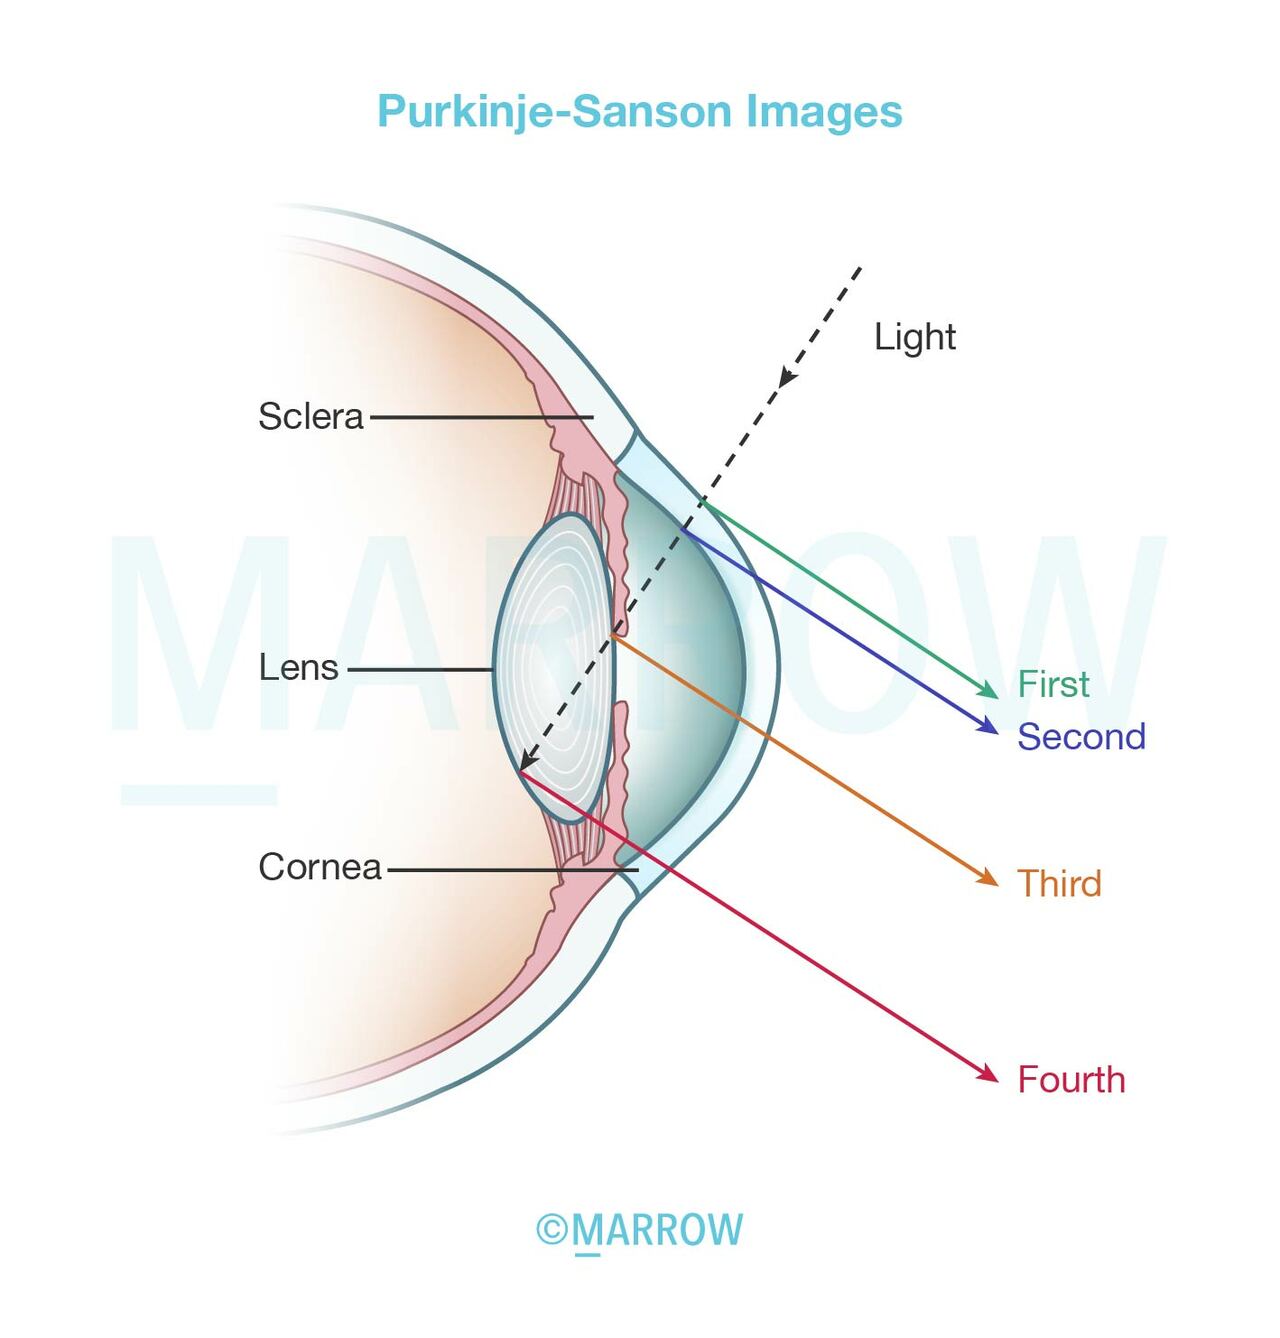 Purkinje-Sanson Images
Light
Sclera
MARROW
Lens
First
Second
Cornea
Third
Fourth
©MARROW